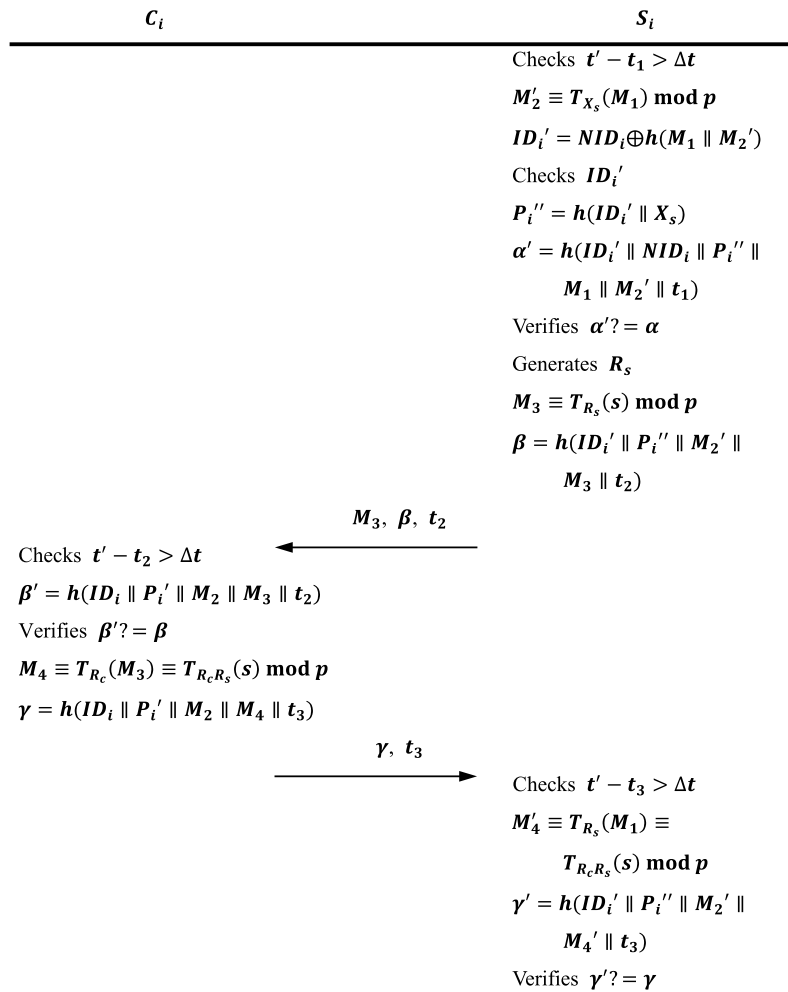 C_i S_i
Checks t′ − t_1 > Δt
M′_2 ≡ T_{X_s}(M_1) mod p
ID_i′ = NID_i⊕h(M_1 ∥ M_2′)
Checks ID_i′
P_i′′ = h(ID_i′ ∥ X_s)
α′ = h(ID_i′ ∥ NID_i ∥ P_i′′ ∥
M_1 ∥ M_2′ ∥ t_1)
Verifies α′? = α
Generates R_s
M_3 ≡ T_{R_s}(s) mod p
β = h(ID_i′ ∥ P_i′′ ∥ M_2′ ∥
M_3 ∥ t_2)
M_3, β, t_2
Checks t′ − t_2 > Δt
β′ = h(ID_i ∥ P_i′ ∥ M_2 ∥ M_3 ∥ t_2)
Verifies β′? = β
M_4 ≡ T_{R_c}(M_3) ≡ T_{R_cR_s}(s) mod p
γ = h(ID_i ∥ P_i′ ∥ M_2 ∥ M_4 ∥ t_3)
γ, t_3
Checks t′ − t_3 > Δt
M′_4 ≡ T_{R_s}(M_1) ≡
T_{R_cR_s}(s) mod p
γ′ = h(ID_i′ ∥ P_i′′ ∥ M_2′ ∥
M_4′ ∥ t_3)
Verifies γ′? = γ